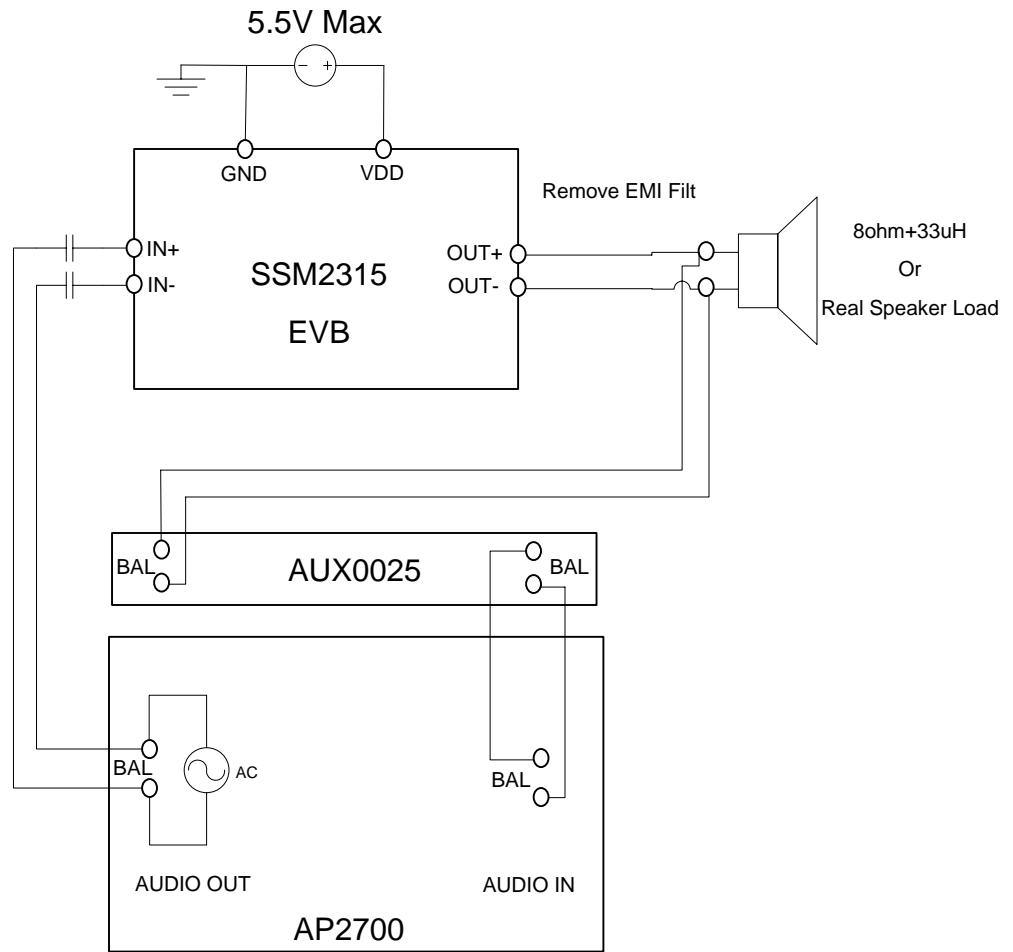 5.5V Max
- +
GND
VDD
Remove EMI Filt
IN+
IN-
SSM2315
EVB
OUT+
OUT-
8ohm+33uH
Or
Real Speaker Load
BAL
AUX0025
BAL
BAL
AC
BAL
AUDIO OUT
AUDIO IN
AP2700